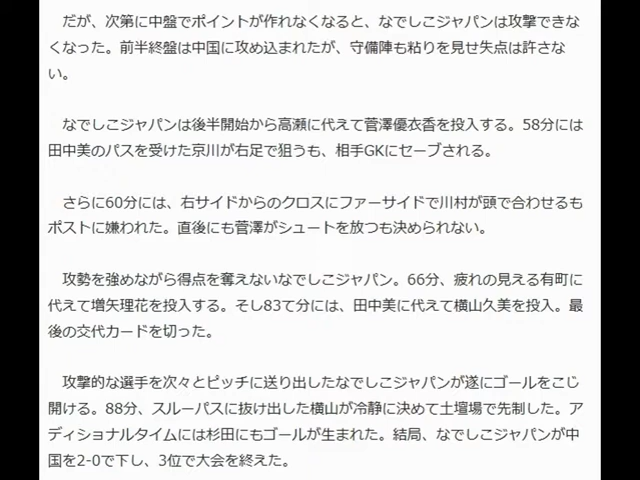 だが、次第に中盤でポイントが作れなくなると、なでしこジャパンは攻撃できな
くなった。前半終盤は中国に攻め込まれたが、守備陣も粘りを見せ失点は許さな
い。
なでしこジャパンは後半開始から高瀬に代えて菅澤優衣香を投入する。58分には
田中美のパスを受けた京川が右足で狙うも、相手GKにセーブされる。
さらに60分には、右サイドからのクロスにファーサイドで川村が頭で合わせるも
ポストに嫌われた。直後にも菅澤がシュートを放つも決められない。
攻勢を強めながら得点を奪えないなでしこジャパン。66分、疲れの見える有町に
代えて増矢理花を投入する。そし83て分には、田中美に代えて横山久美を投入。最
後の交代カードを切った。
攻撃的な選手を次々とピッチに送り出したなでしこジャパンが遂にゴールをこじ
開ける。88分、スルーパスに抜け出した横山が冷静に決めて土壇場で先制した。ア
ディショナルタイムには杉田にもゴールが生まれた。結局、なでしこジャパンが中
国を2-0で下し、3位で大会を終えた。